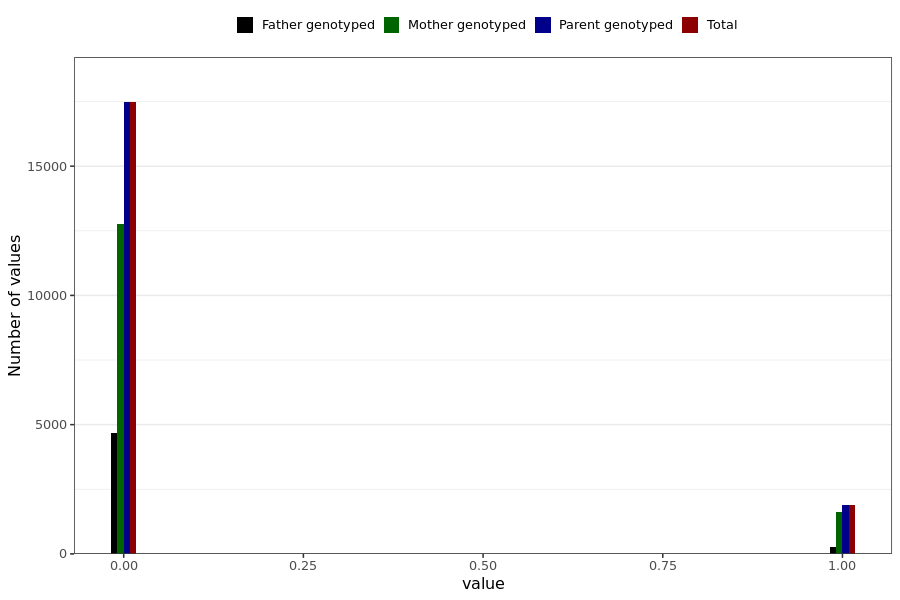 Father genotyped Mother genotyped Parent genotyped Total
Number of values
15000
10000
5000
0
0.00 0.25 0.50 0.75 1.00
value